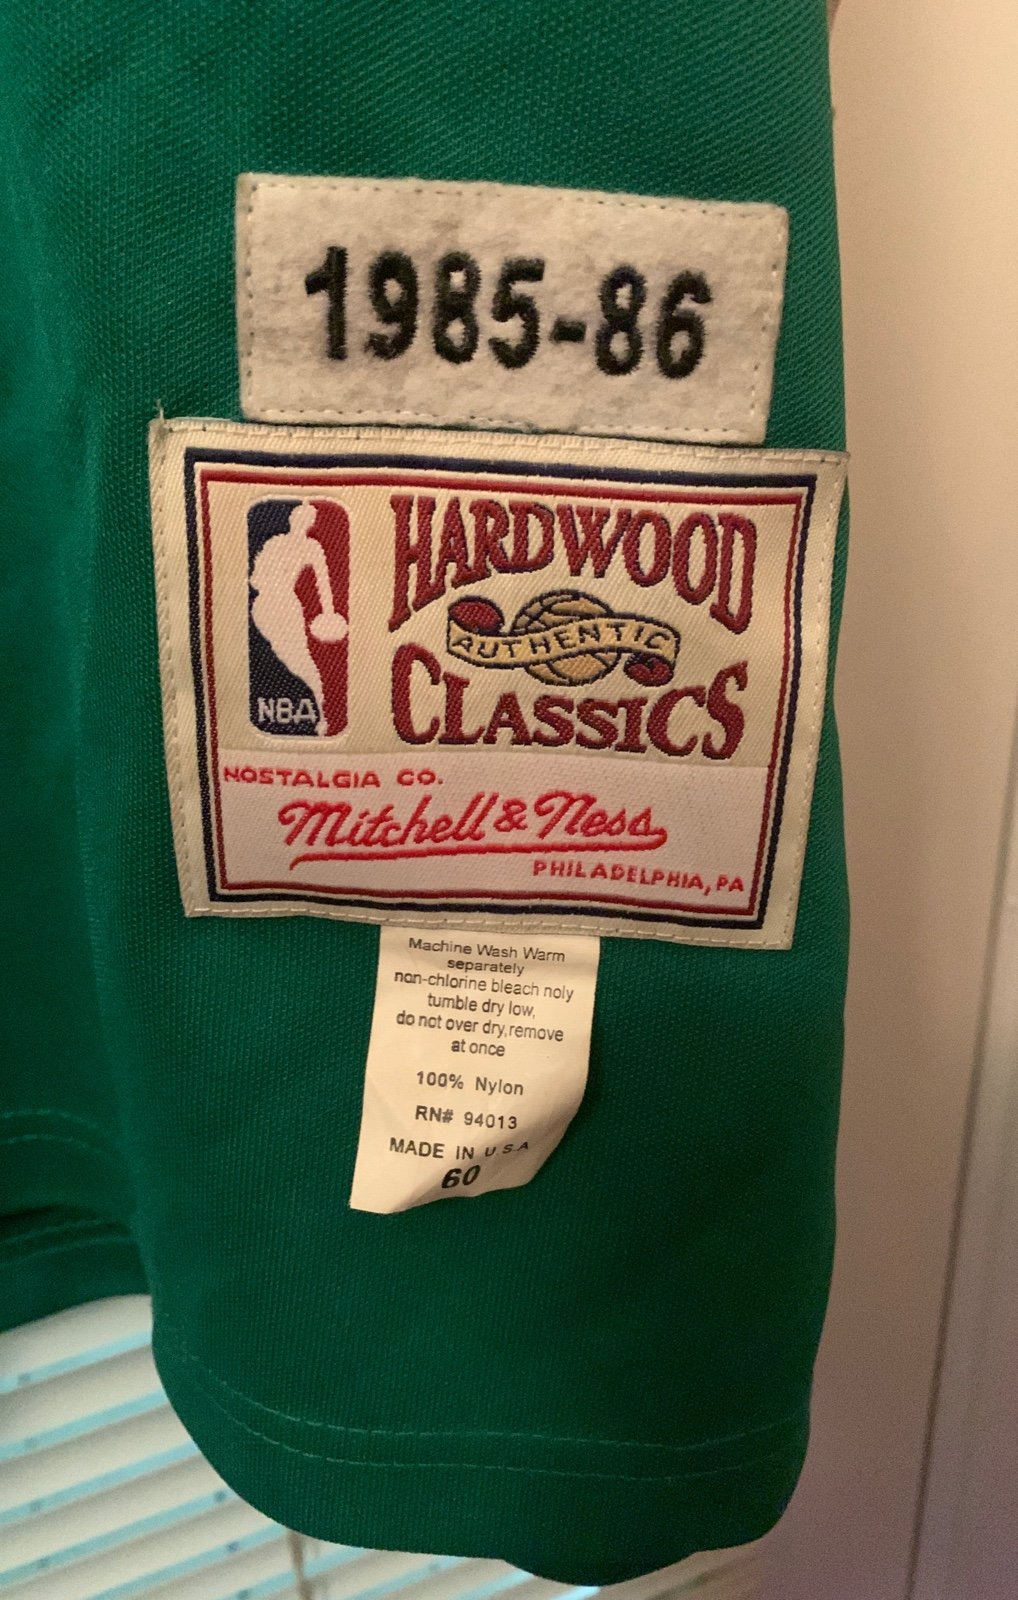 1985-86
HARDWOOD
AUTHENTIC
CLASSICS
NBA
NOSTALGIA CO.
Mitchell & Ness
PHILADELPHIA, PA
Machine Wash Warm
separately
non-chlorine bleach noly
tumble dry low,
do not over dry,remove
at once
100% Nylon
RN# 94013
MADE IN USA
60